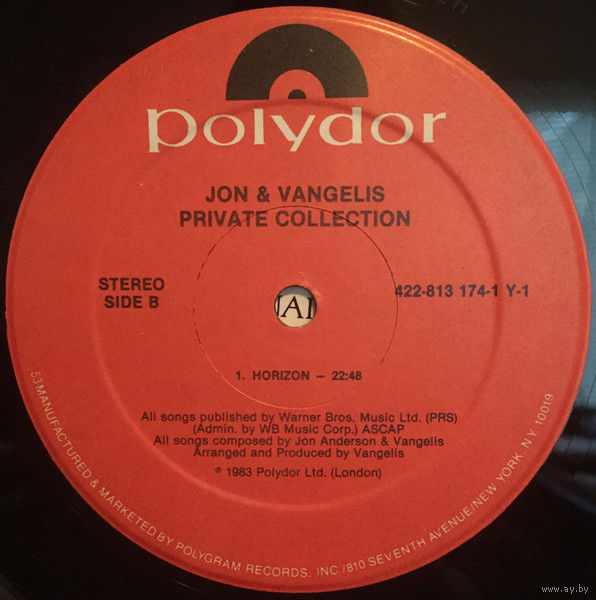 polydor
JON & VANGELIS
PRIVATE COLLECTION
STEREO
SIDE B
422-813 174-1 Y-1
1. HORIZON – 22:48
All songs published by Warner Bros. Music Ltd. (PRS)
(Admin. by WB Music Corp.) ASCAP
All songs composed by Jon Anderson & Vangelis
Arranged and Produced by Vangelis
℗ 1983 Polydor Ltd. (London)
53 MANUFACTURED & MARKETED BY POLYGRAM RECORDS, INC./810 SEVENTH AVENUE/NEW YORK, N.Y. 10019
www.ay.by